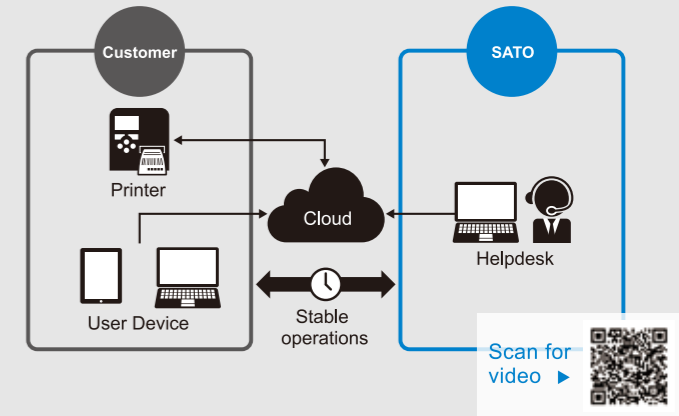 Customer
SATO
Printer
Cloud
Helpdesk
User Device
Stable
operations
Scan for
video